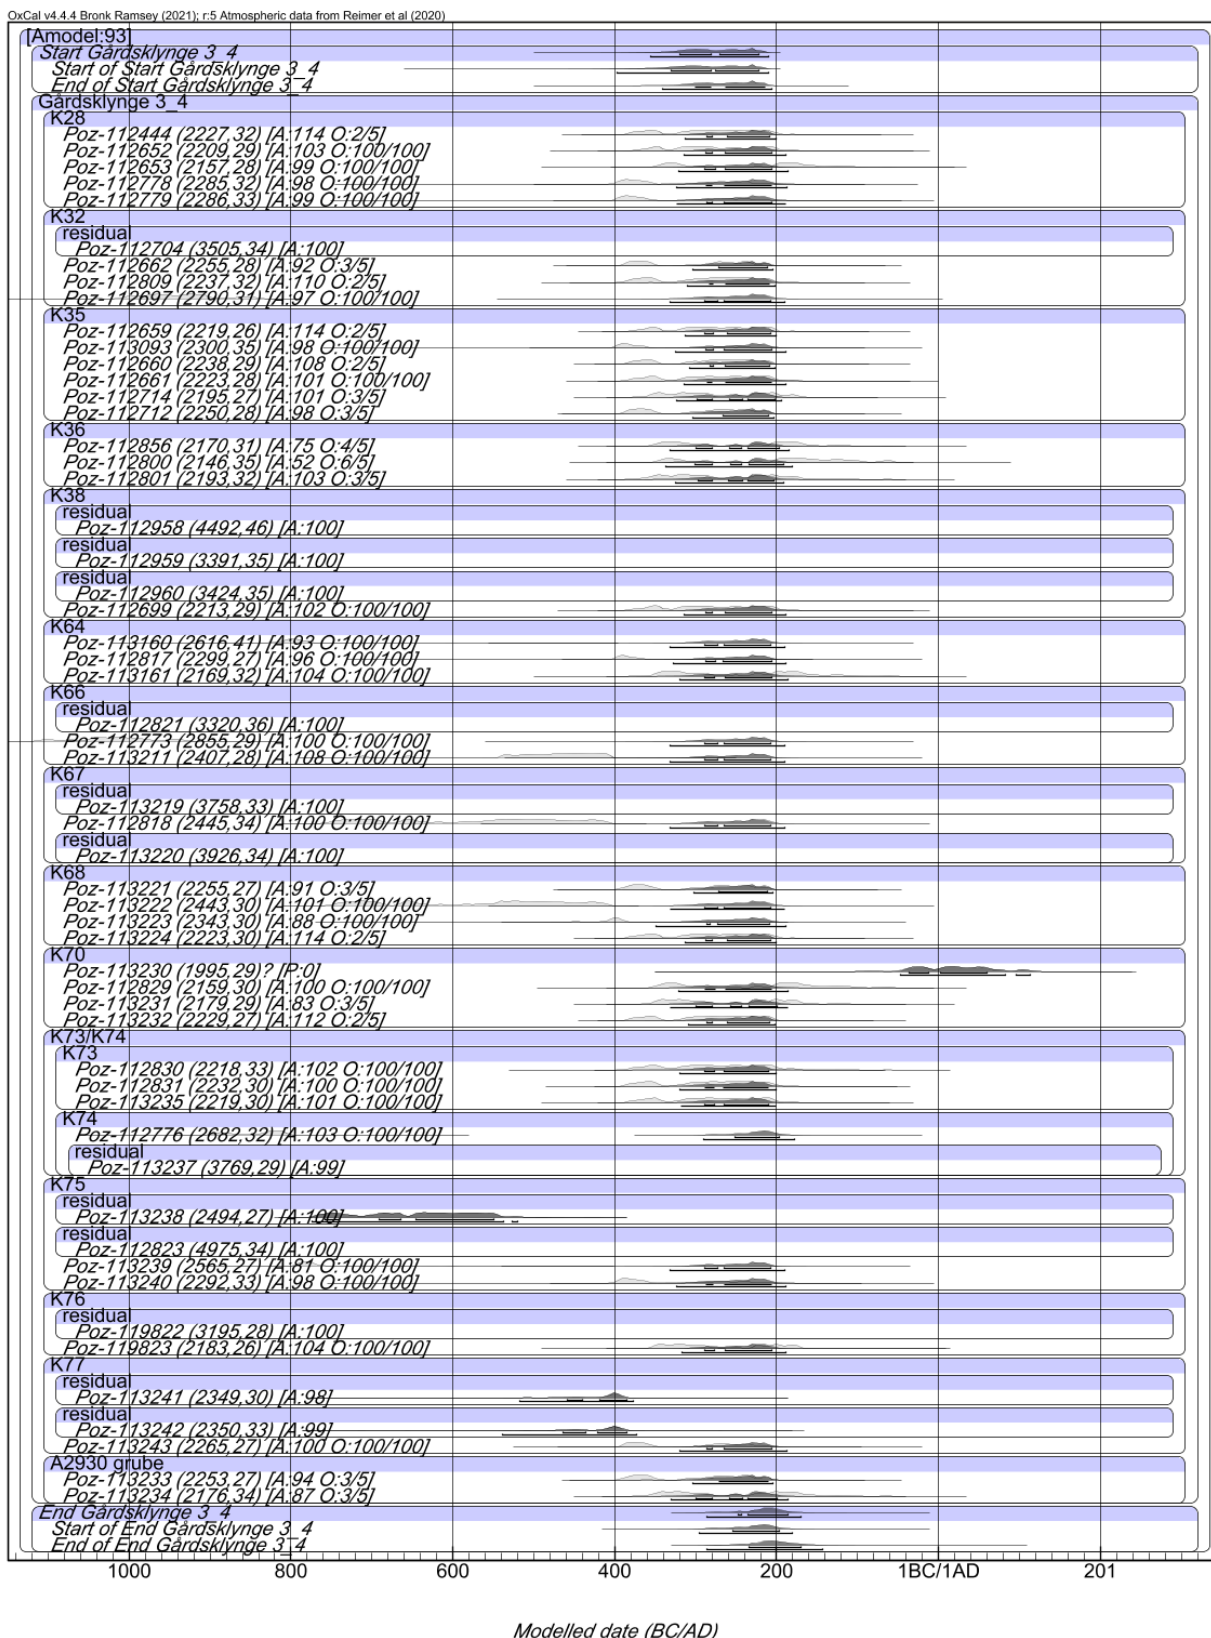 OxCal v4.4.4 Bronk Ramsey (2021); r:5 Atmospheric data from Reimer et al (2020)
[Amodel:93]
Start Gårdsklynge 3_4
Start of Start Gårdsklynge 3_4
End of Start Gårdsklynge 3_4
Gårdsklynge 3_4
K28
Poz-112444 (2227,32) [A:114 O:2/5]
Poz-112652 (2209,29) [A:103 O:100/100]
Poz-112653 (2157,28) [A:99 O:100/100]
Poz-112778 (2285,32) [A:98 O:100/100]
Poz-112779 (2286,33) [A:99 O:100/100]
K32
residual
Poz-112704 (3505,34) [A:100]
Poz-112662 (2255,28) [A:92 O:3/5]
Poz-112809 (2237,32) [A:110 O:2/5]
Poz-112697 (2790,31) [A:97 O:100/100]
K35
Poz-112659 (2219,26) [A:114 O:2/5]
Poz-113093 (2300,35) [A:98 O:100/100]
Poz-112660 (2238,29) [A:108 O:2/5]
Poz-112661 (2223,28) [A:101 O:100/100]
Poz-112714 (2195,27) [A:101 O:3/5]
Poz-112712 (2250,28) [A:98 O:3/5]
K36
Poz-112856 (2170,31) [A:75 O:4/5]
Poz-112800 (2146,35) [A:52 O:6/5]
Poz-112801 (2193,32) [A:103 O:3/5]
K38
residual
Poz-112958 (4492,46) [A:100]
residual
Poz-112959 (3391,35) [A:100]
residual
Poz-112960 (3424,35) [A:100]
Poz-112699 (2213,29) [A:102 O:100/100]
K64
Poz-113160 (2616,41) [A:93 O:100/100]
Poz-112817 (2299,27) [A:96 O:100/100]
Poz-113161 (2169,32) [A:104 O:100/100]
K66
residual
Poz-112821 (3320,36) [A:100]
Poz-112773 (2855,29) [A:100 O:100/100]
Poz-113211 (2407,28) [A:108 O:100/100]
K67
residual
Poz-113219 (3758,33) [A:100]
Poz-112818 (2445,34) [A:100 O:100/100]
residual
Poz-113220 (3926,34) [A:100]
K68
Poz-113221 (2255,27) [A:91 O:3/5]
Poz-113222 (2443,30) [A:101 O:100/100]
Poz-113223 (2343,30) [A:88 O:100/100]
Poz-113224 (2223,30) [A:114 O:2/5]
K70
Poz-113230 (1995,29)? [P:0]
Poz-112829 (2159,30) [A:100 O:100/100]
Poz-113231 (2179,29) [A:83 O:3/5]
Poz-113232 (2229,27) [A:112 O:2/5]
K73/K74
K73
Poz-112830 (2218,33) [A:102 O:100/100]
Poz-112831 (2232,30) [A:100 O:100/100]
Poz-113235 (2219,30) [A:101 O:100/100]
K74
Poz-112776 (2682,32) [A:103 O:100/100]
residual
Poz-113237 (3769,29) [A:99]
K75
residual
Poz-113238 (2494,27) [A:100]
residual
Poz-112823 (4975,34) [A:100]
Poz-113239 (2565,27) [A:81 O:100/100]
Poz-113240 (2292,33) [A:98 O:100/100]
K76
residual
Poz-119822 (3195,28) [A:100]
Poz-119823 (2183,26) [A:104 O:100/100]
K77
residual
Poz-113241 (2349,30) [A:98]
residual
Poz-113242 (2350,33) [A:99]
Poz-113243 (2265,27) [A:100 O:100/100]
A2930 grube
Poz-113233 (2253,27) [A:94 O:3/5]
Poz-113234 (2176,34) [A:87 O:3/5]
End Gårdsklynge 3_4
Start of End Gårdsklynge 3_4
End of End Gårdsklynge 3_4
1000 800 600 400 200 1BC/1AD 201
Modelled date (BC/AD)